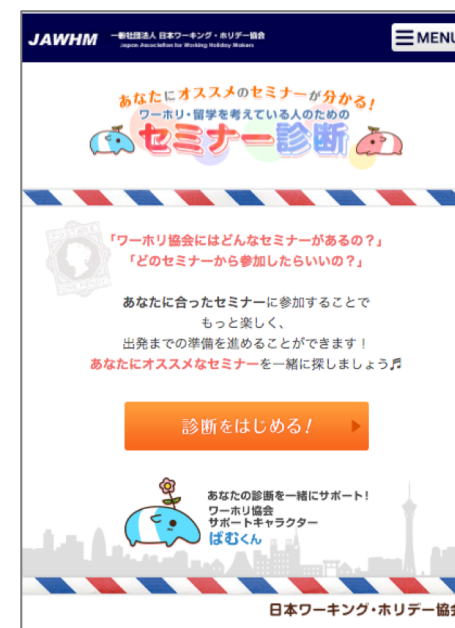 JAWHM 一般社団法人 日本ワーキング・ホリデー協会
Japan Association for Working Holiday Makers
MENU
あなたにオススメのセミナーが分かる!
ワーホリ・留学を考えている人のための
セミナー診断
「ワーホリ協会にはどんなセミナーがあるの?」
「どのセミナーから参加したらいいの?」
あなたに合ったセミナーに参加することで
もっと楽しく、
出発までの準備を進めることができます!
あなたにオススメなセミナーを一緒に探しましょう♬
診断をはじめる!
あなたの診断を一緒にサポート!
ワーホリ協会
サポートキャラクター
ばむくん
日本ワーキング・ホリデー協会